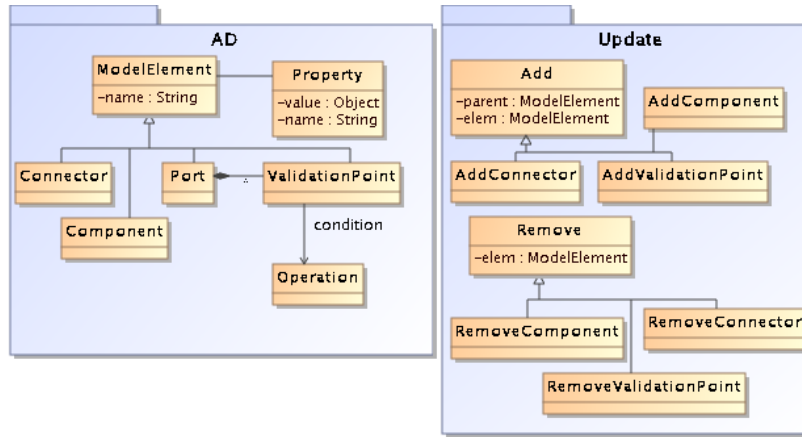 AD
ModelElement
-name : String
Property
-value : Object
-name : String
Connector
Port
ValidationPoint
Component
condition
Operation
Update
Add
-parent : ModelElement
-elem : ModelElement
AddComponent
AddConnector
AddValidationPoint
Remove
-elem : ModelElement
RemoveComponent
RemoveConnector
RemoveValidationPoint